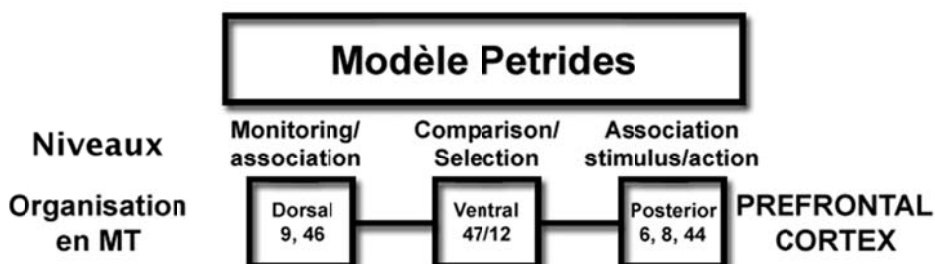 Modèle Petrides
Niveaux
Monitoring/
association
Comparison/
Selection
Association
stimulus/action
Organisation
en MT
Dorsal
9, 46
Ventral
47/12
Posterior
6, 8, 44
PREFRONTAL
CORTEX